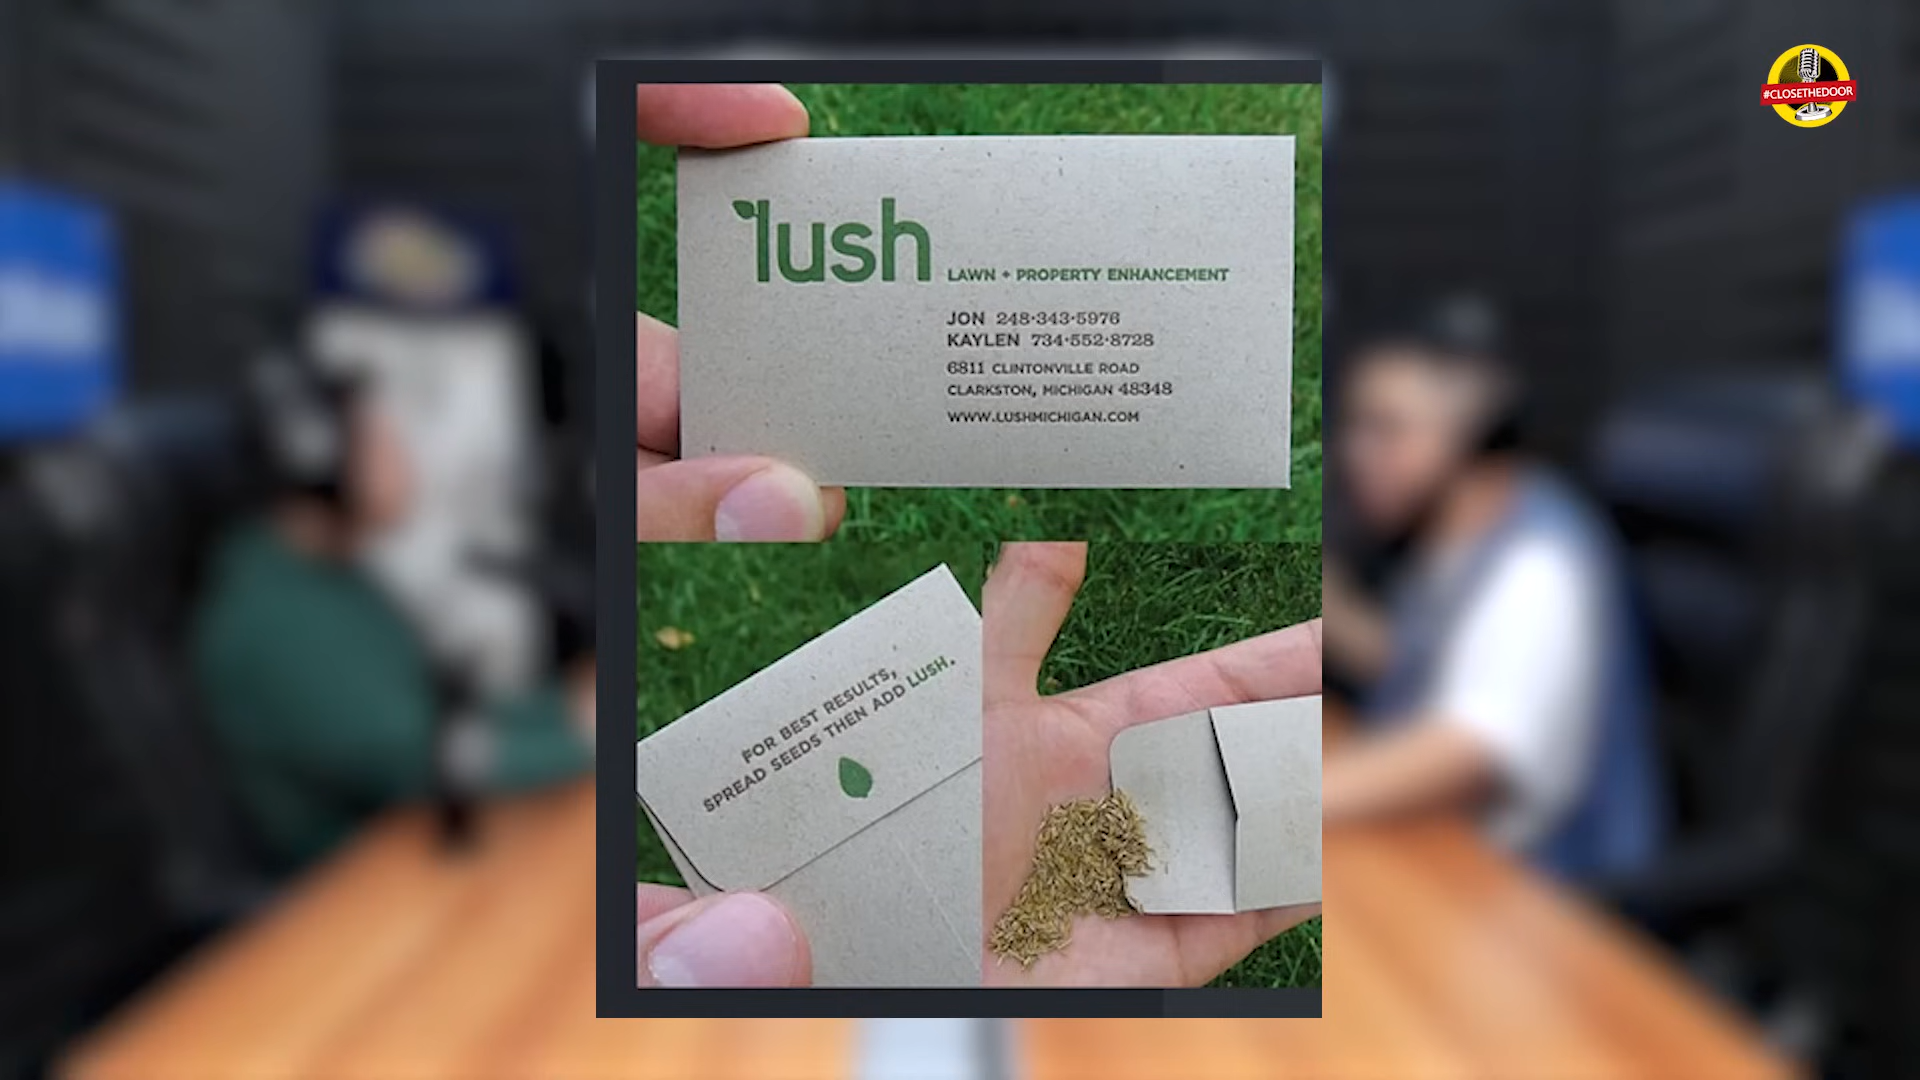 #CLOSETHEDOOR
lush
LAWN + PROPERTY ENHANCEMENT
JON 248·343·5976
KAYLEN 734·552·8728
6811 CLINTONVILLE ROAD
CLARKSTON, MICHIGAN 48348
WWW.LUSHMICHIGAN.COM
FOR BEST RESULTS,
SPREAD SEEDS THEN ADD LUSH.